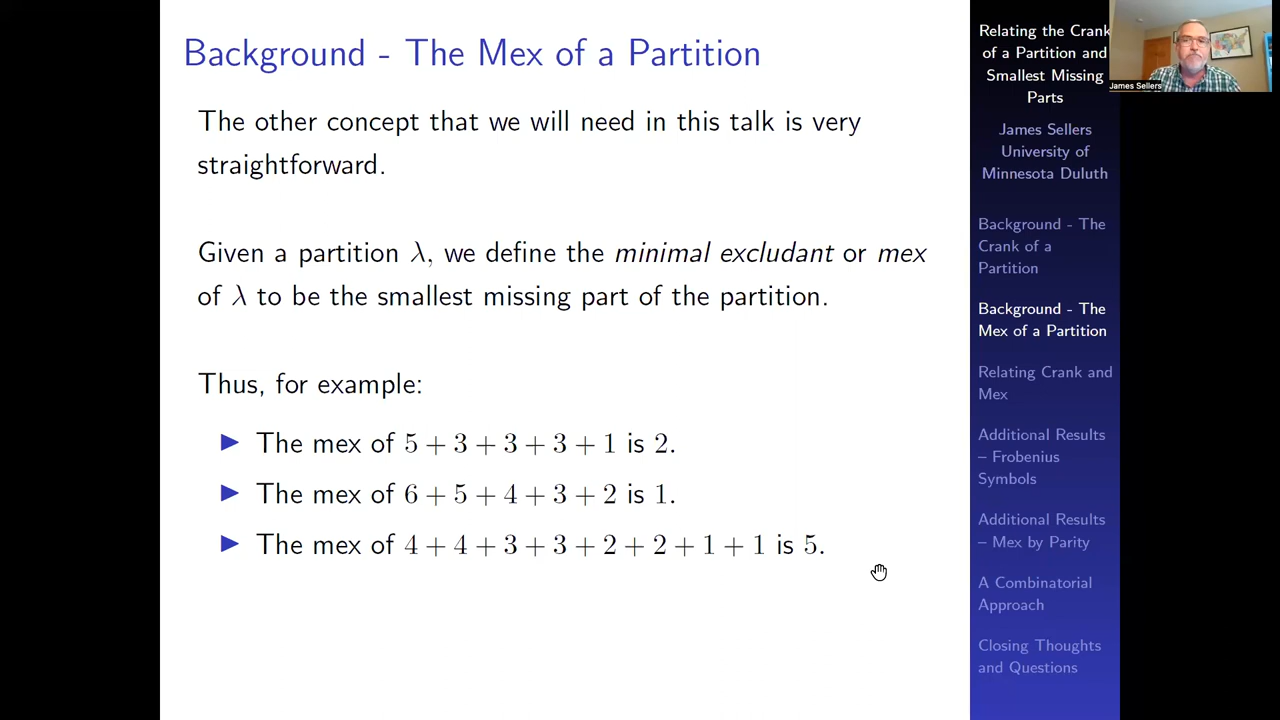 Background - The Mex of a Partition
The other concept that we will need in this talk is very
straightforward.
Given a partition λ, we define the minimal excludant or mex
of λ to be the smallest missing part of the partition.
Thus, for example:
▶ The mex of 5 + 3 + 3 + 3 + 1 is 2.
▶ The mex of 6 + 5 + 4 + 3 + 2 is 1.
▶ The mex of 4 + 4 + 3 + 3 + 2 + 2 + 1 + 1 is 5.
Relating the Crank
of a Partition and
Smallest Missing
Parts
James Sellers
University of
Minnesota Duluth
Background - The
Crank of a
Partition
Background - The
Mex of a Partition
Relating Crank and
Mex
Additional Results
– Frobenius
Symbols
Additional Results
– Mex by Parity
A Combinatorial
Approach
Closing Thoughts
and Questions
James Sellers